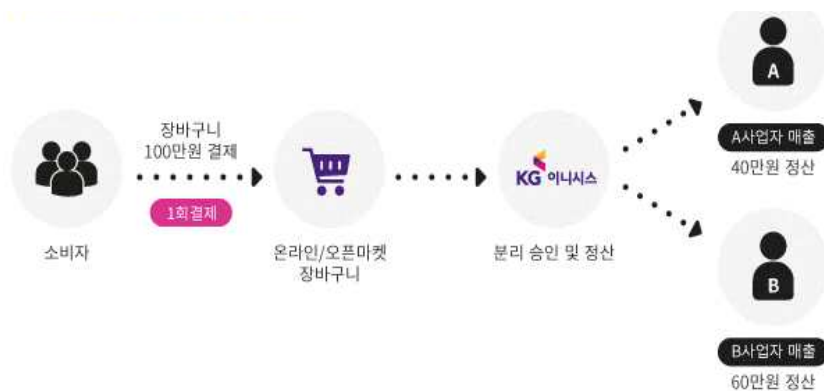 장바구니
100만원 결제
1회결제
소비자
온라인/오픈마켓
장바구니
KG 이니시스
분리 승인 및 정산
A
A사업자 매출
40만원 정산
B
B사업자 매출
60만원 정산